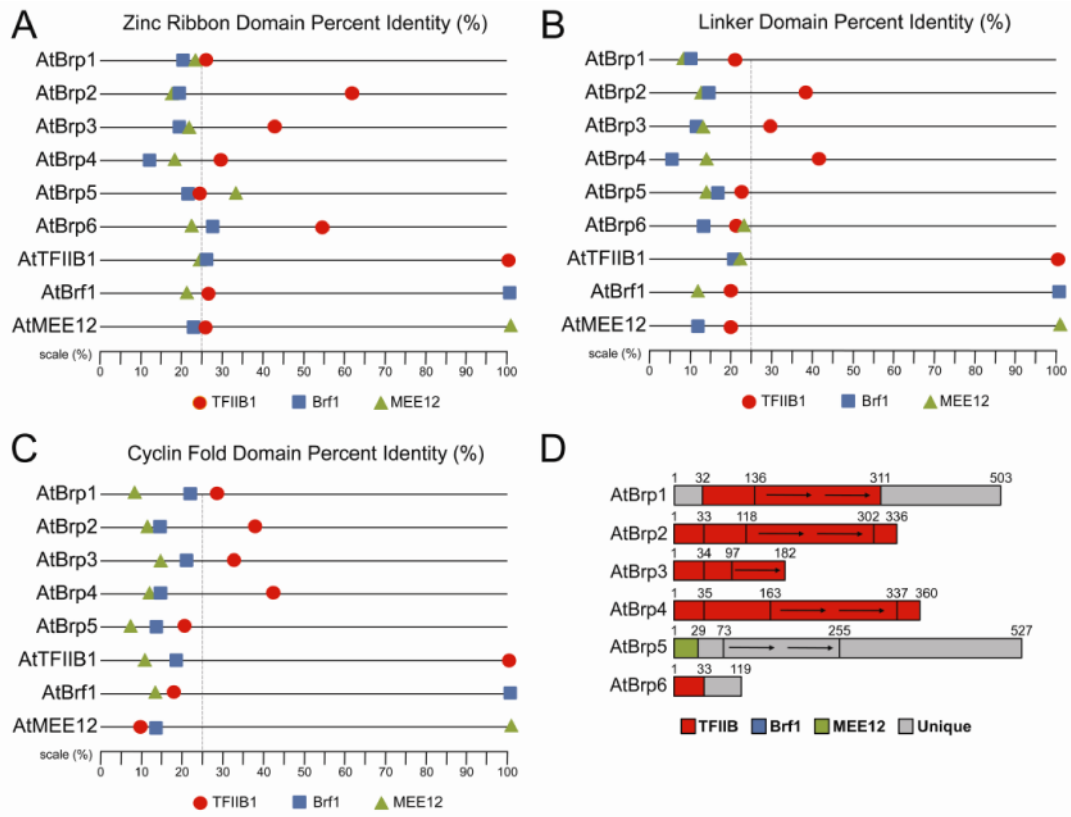 A
Zinc Ribbon Domain Percent Identity (%)
AtBrp1
AtBrp2
AtBrp3
AtBrp4
AtBrp5
AtBrp6
AtTFIIB1
AtBrf1
AtMEE12
scale (%)
0 10 20 30 40 50 60 70 80 90 100
TFIIB1 Brf1 MEE12
B
Linker Domain Percent Identity (%)
AtBrp1
AtBrp2
AtBrp3
AtBrp4
AtBrp5
AtBrp6
AtTFIIB1
AtBrf1
AtMEE12
scale (%)
0 10 20 30 40 50 60 70 80 90 100
TFIIB1 Brf1 MEE12
C
Cyclin Fold Domain Percent Identity (%)
AtBrp1
AtBrp2
AtBrp3
AtBrp4
AtBrp5
AtTFIIB1
AtBrf1
AtMEE12
scale (%)
0 10 20 30 40 50 60 70 80 90 100
TFIIB1 Brf1 MEE12
D
1 32 136 311 503
AtBrp1
1 33 118 302 336
AtBrp2
1 34 97 182
AtBrp3
1 35 163 337 360
AtBrp4
1 29 73 255 527
AtBrp5
1 33 119
AtBrp6
TFIIB Brf1 MEE12 Unique